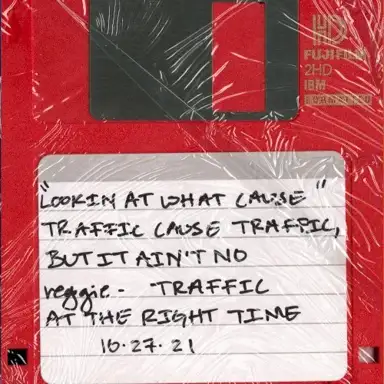 HD
FUJIFILM
2HD
IBM
FORMATTED
"LOOKIN AT WHAT CAUSE"
TRAFFIC CAUSE TRAFFIC,
BUT IT AIN'T NO
reggie - TRAFFIC
AT THE RIGHT TIME
10.27.21